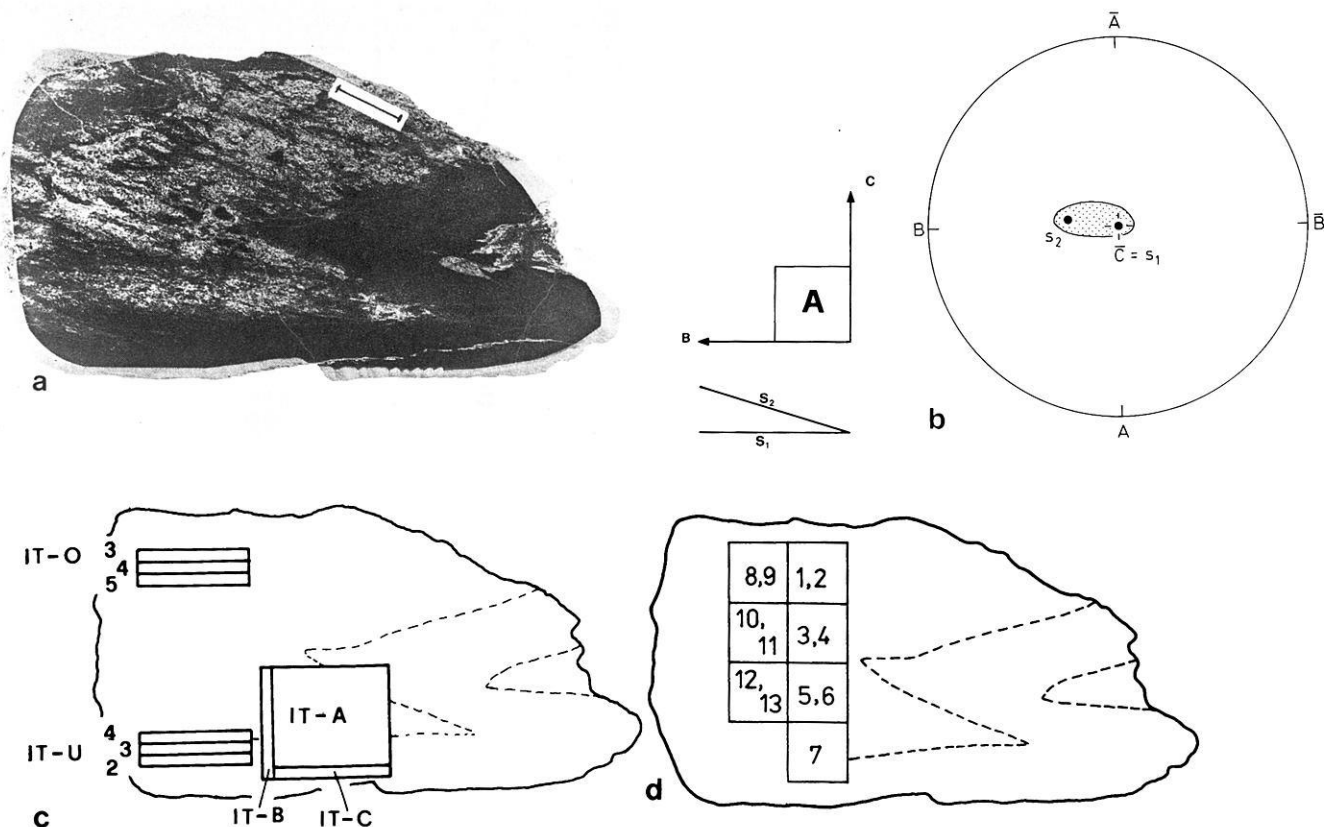 a
C
A
B
S₂
S₁
Ā
B
B̄
S₂
C̄ = S₁
A
b
IT-O
3
4
5
IT-A
IT-U
4
3
2
IT-B
IT-C
c
8,9
1,2
10,
11
3,4
12,
13
5,6
7
d